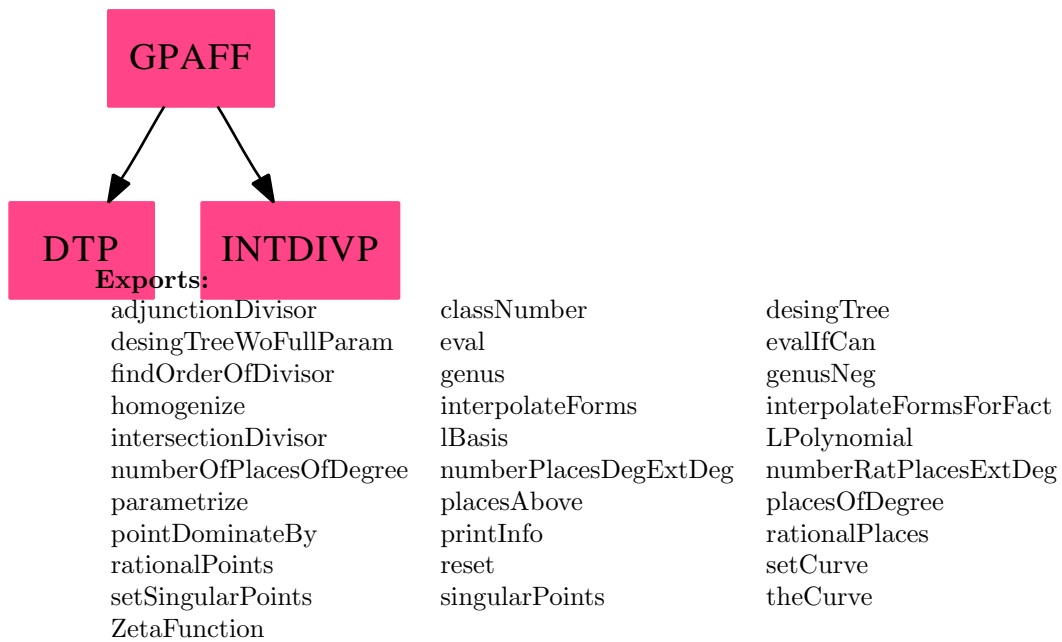 GPAFF
DTP INTDIVP
Exports:
adjunctionDivisor classNumber desingTree
desingTreeWoFullParam eval evalIfCan
findOrderOfDivisor genus genusNeg
homogenize interpolateForms interpolateFormsForFact
intersectionDivisor lBasis LPolynomial
numberOfPlacesOfDegree numberPlacesDegExtDeg numberRatPlacesExtDeg
parametrize placesAbove placesOfDegree
pointDominateBy printInfo rationalPlaces
rationalPoints reset setCurve
setSingularPoints singularPoints theCurve
ZetaFunction